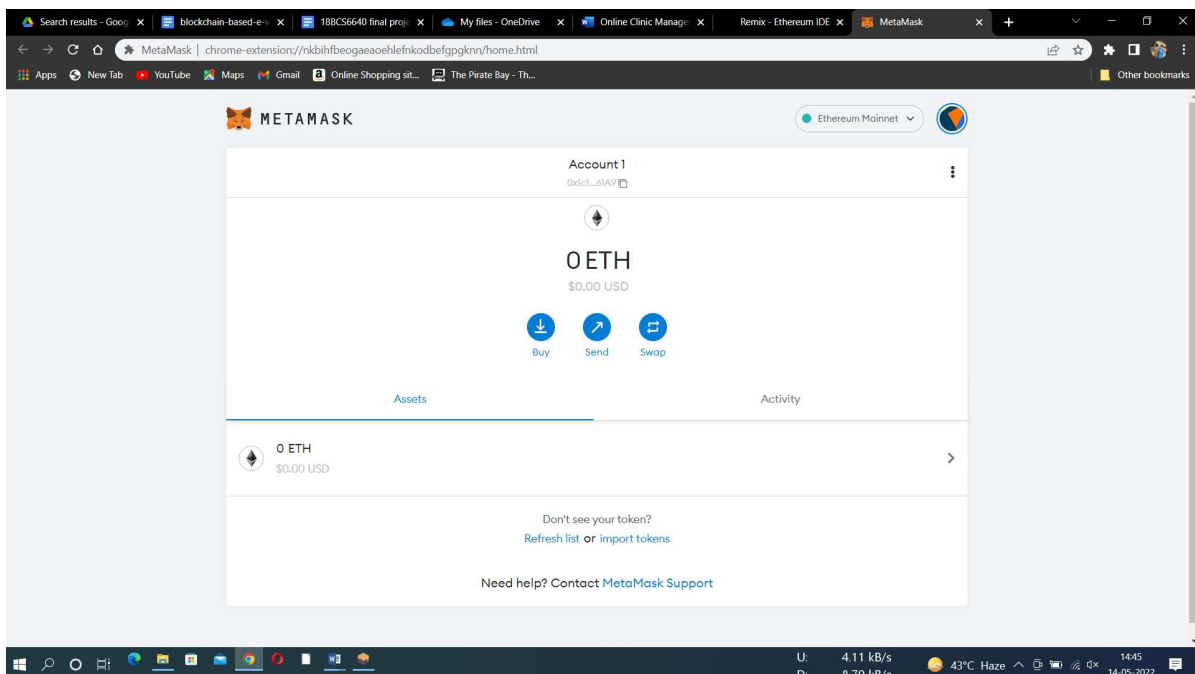 Search results - Goog
blockchain-based-e-v
18BCS6640 final proje
My files - OneDrive
Online Clinic Manage
Remix - Ethereum IDE
MetaMask
MetaMask | chrome-extension://nkbihfbeogaeaoehlefnkodbefgpgknn/home.html
Apps
New Tab
YouTube
Maps
Gmail
Online Shopping sit...
The Pirate Bay - Th...
Other bookmarks
METAMASK
Ethereum Mainnet
Account 1
0x1c1...61A9
0 ETH
$0.00 USD
Buy
Send
Swap
Assets
Activity
0 ETH
$0.00 USD
Don't see your token?
Refresh list or import tokens
Need help? Contact MetaMask Support
U: 4.11 kB/s
D: 8.70 kB/s
43°C Haze
14:45
14-05-2022